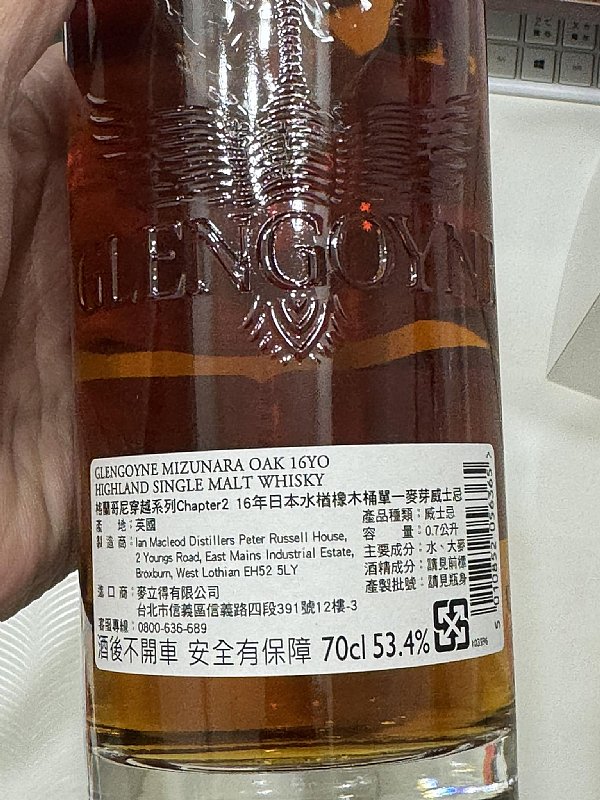 GLENGOYNE
GLENGOYNE MIZUNARA OAK 16YO
HIGHLAND SINGLE MALT WHISKY
格蘭哥尼穿越系列Chapter2 16年日本水楢橡木桶單一麥芽威士忌
產　　地：英國
製 造 商：Ian Macleod Distillers Peter Russell House,
2 Youngs Road, East Mains Industrial Estate,
Broxburn, West Lothian EH52 5LY
進 口 商：麥立得有限公司
台北市信義區信義路四段391號12樓-3
客服專線：0800-636-689
產品種類：威士忌
容　　量：0.7公升
主要成分：水、大麥
酒精成分：請見前標
產製批號：請見瓶身
酒後不開車 安全有保障 70cl 53.4%
5 010852 056365